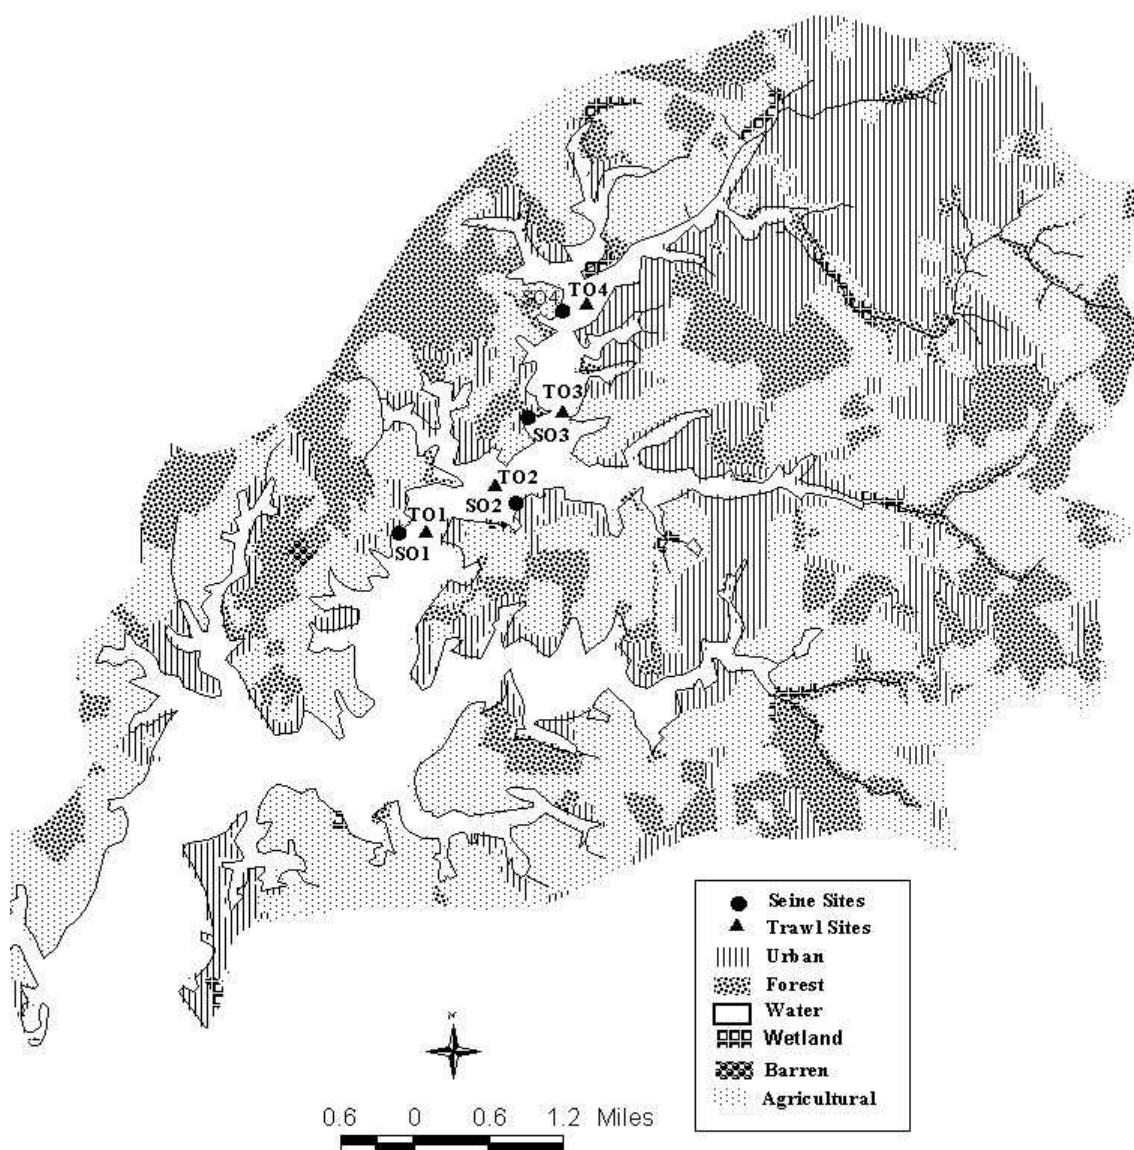 TO4
SO4
TO3
SO3
TO2
SO2
TO1
SO1
Seine Sites
Trawl Sites
Urban
Forest
Water
Wetland
Barren
Agricultural
N
0.6 0 0.6 1.2 Miles